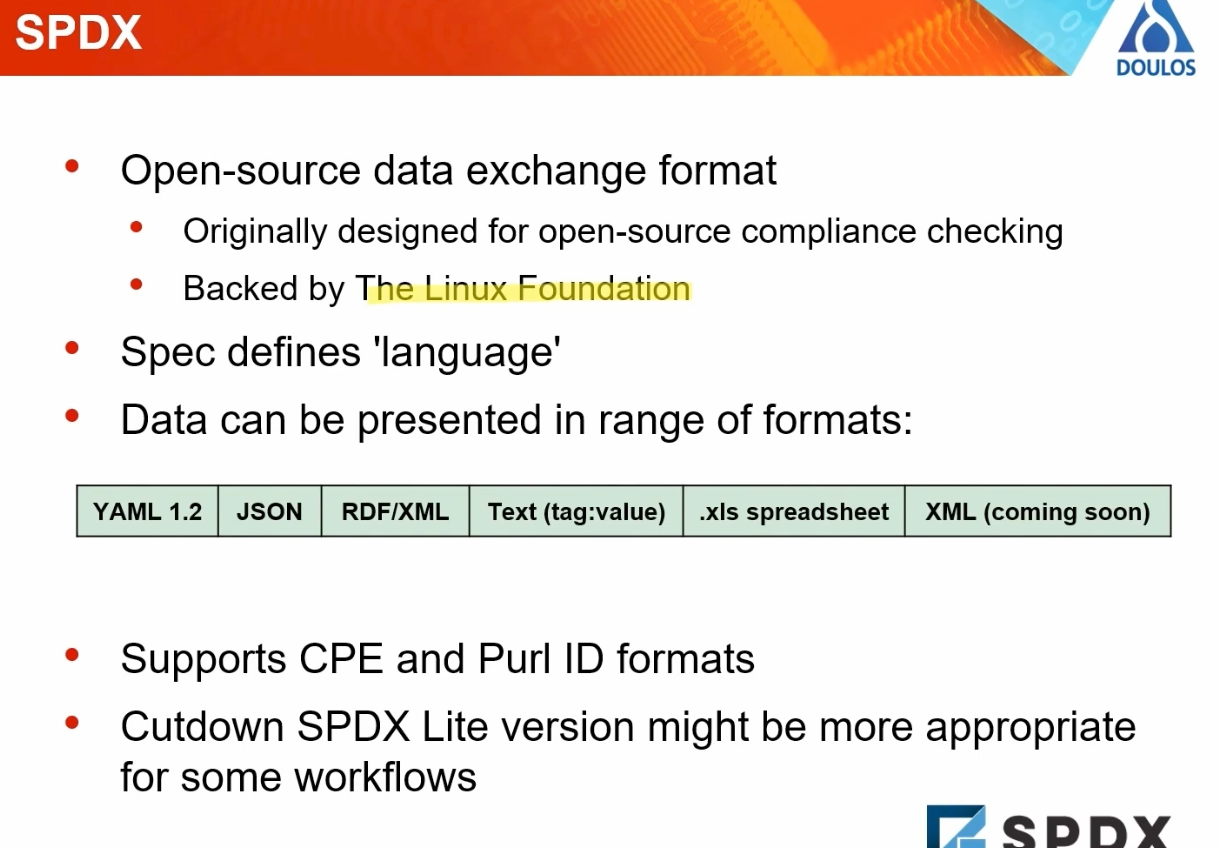 SPDX
DOULOS
Open-source data exchange format
Originally designed for open-source compliance checking
Backed by The Linux Foundation
Spec defines 'language'
Data can be presented in range of formats:
YAML 1.2 JSON RDF/XML Text (tag:value) .xls spreadsheet XML (coming soon)
Supports CPE and Purl ID formats
Cutdown SPDX Lite version might be more appropriate
for some workflows
SPDX